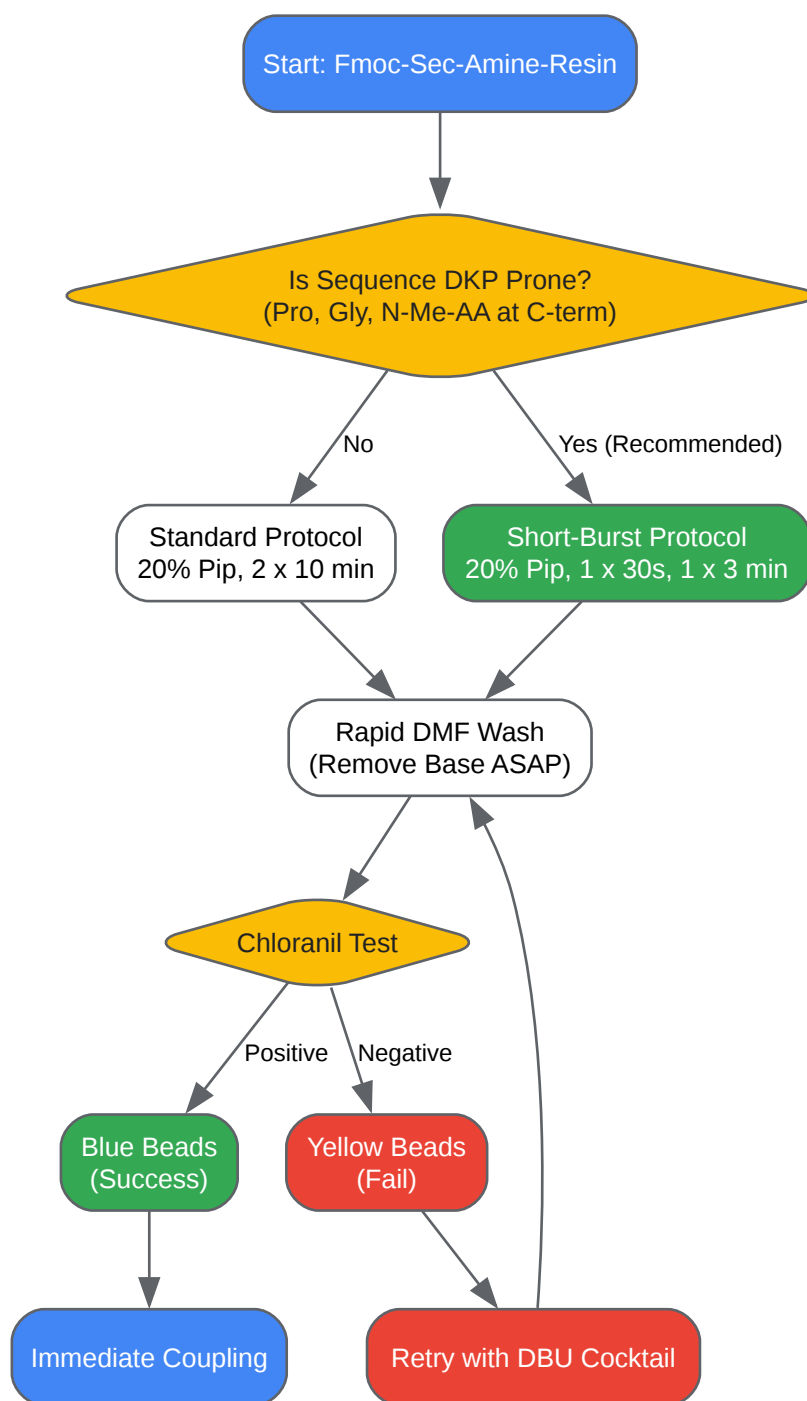 Start: Fmoc-Sec-Amine-Resin
Is Sequence DKP Prone?
(Pro, Gly, N-Me-AA at C-term)
No
Yes (Recommended)
Standard Protocol
20% Pip, 2 x 10 min
Short-Burst Protocol
20% Pip, 1 x 30s, 1 x 3 min
Rapid DMF Wash
(Remove Base ASAP)
Chloranil Test
Positive
Negative
Blue Beads
(Success)
Yellow Beads
(Fail)
Immediate Coupling
Retry with DBU Cocktail